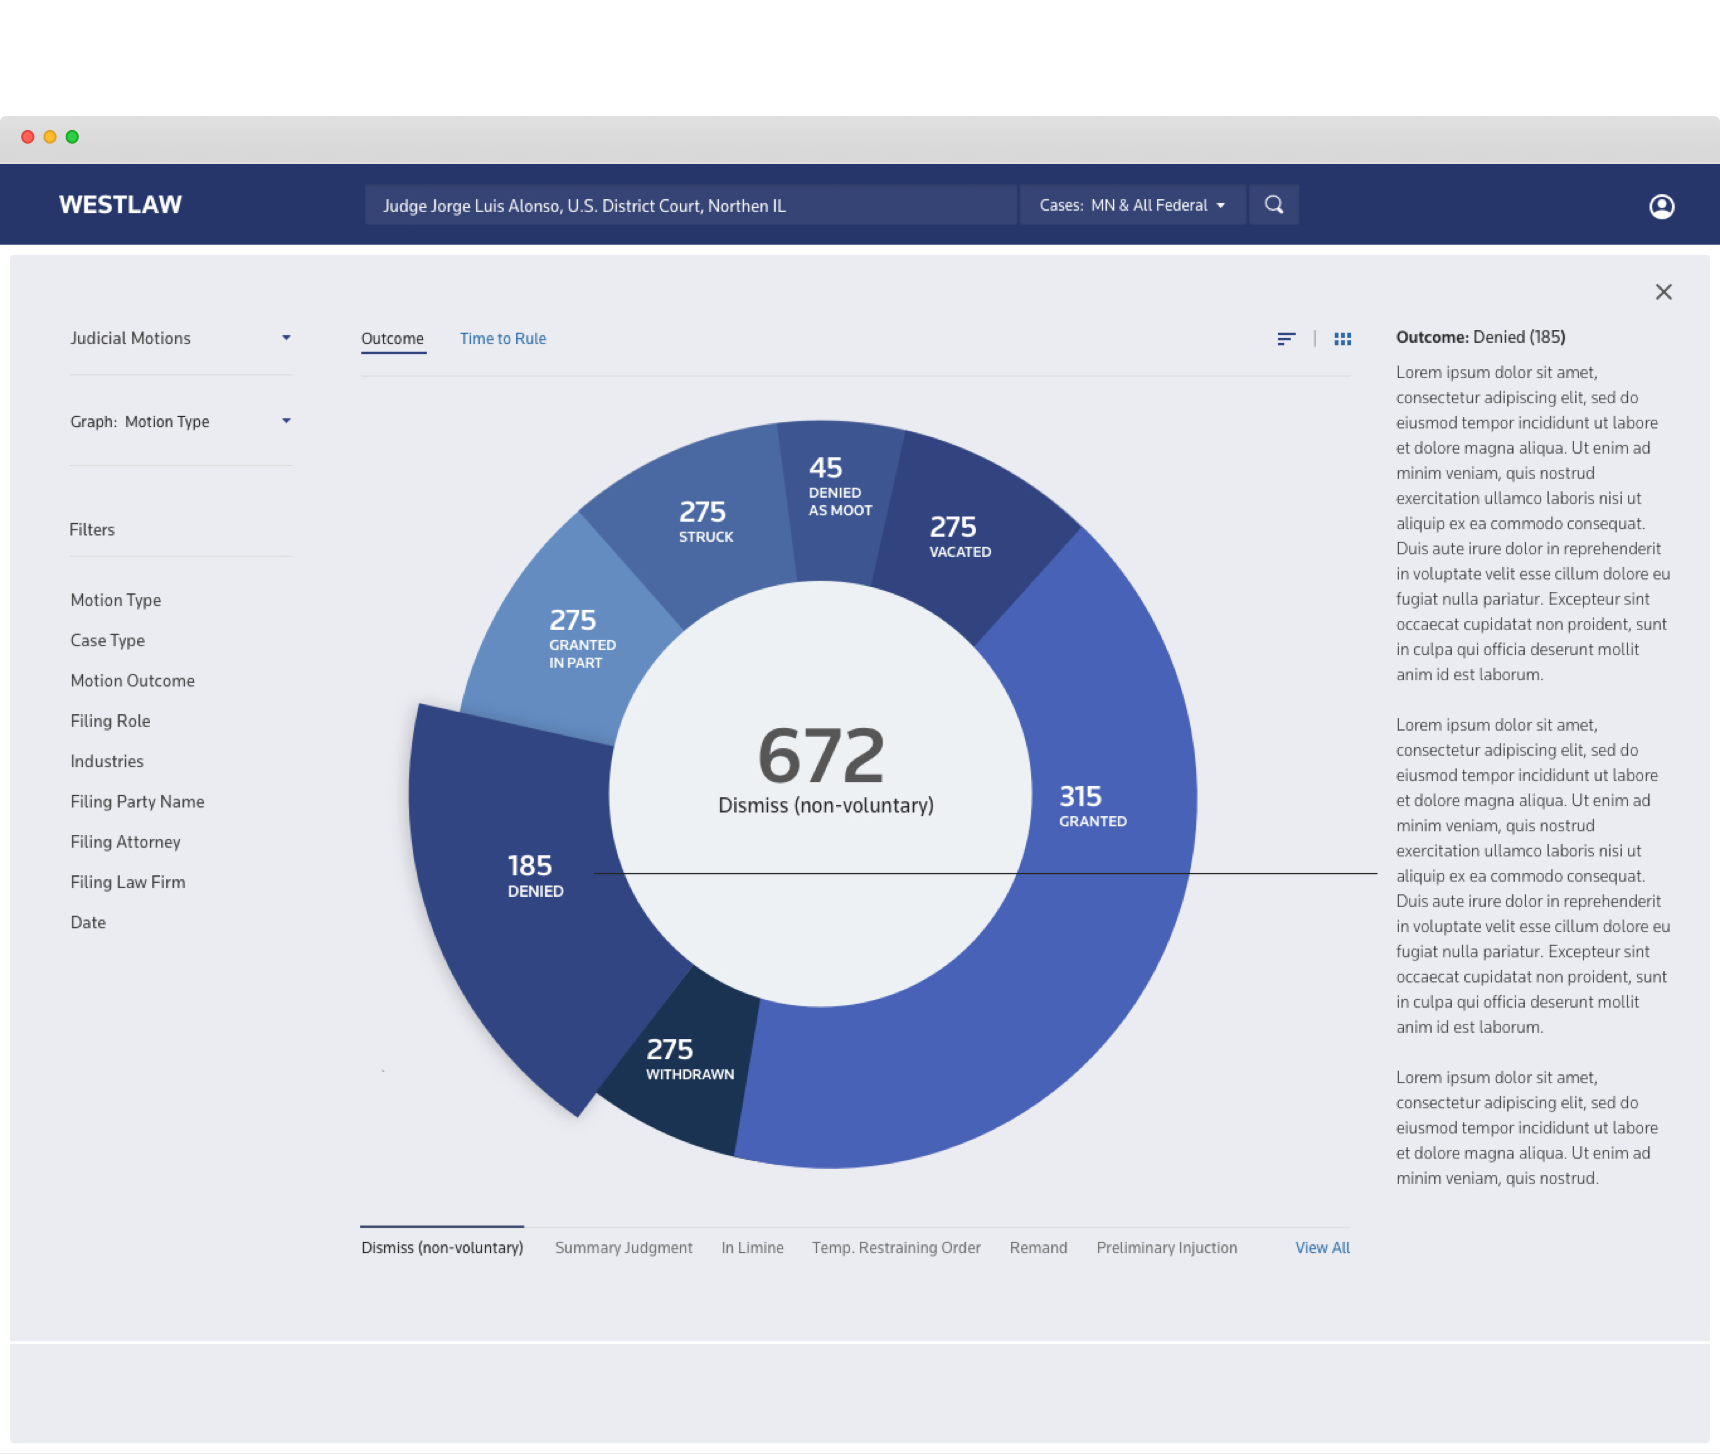 WESTLAW
Judge Jorge Luis Alonso, U.S. District Court, Northen IL
Cases: MN & All Federal
Judicial Motions
Graph: Motion Type
Filters
Motion Type
Case Type
Motion Outcome
Filing Role
Industries
Filing Party Name
Filing Attorney
Filing Law Firm
Date
Outcome
Time to Rule
45
DENIED
AS MOOT
275
STRUCK
275
VACATED
275
GRANTED
IN PART
672
Dismiss (non-voluntary)
315
GRANTED
185
DENIED
275
WITHDRAWN
Dismiss (non-voluntary)
Summary Judgment
In Limine
Temp. Restraining Order
Remand
Preliminary Injuction
View All
Outcome: Denied (185)
Lorem ipsum dolor sit amet,
consectetur adipiscing elit, sed do
eiusmod tempor incididunt ut labore
et dolore magna aliqua. Ut enim ad
minim veniam, quis nostrud
exercitation ullamco laboris nisi ut
aliquip ex ea commodo consequat.
Duis aute irure dolor in reprehenderit
in voluptate velit esse cillum dolore eu
fugiat nulla pariatur. Excepteur sint
occaecat cupidatat non proident, sunt
in culpa qui officia deserunt mollit
anim id est laborum.
Lorem ipsum dolor sit amet,
consectetur adipiscing elit, sed do
eiusmod tempor incididunt ut labore
et dolore magna aliqua. Ut enim ad
minim veniam, quis nostrud
exercitation ullamco laboris nisi ut
aliquip ex ea commodo consequat.
Duis aute irure dolor in reprehenderit
in voluptate velit esse cillum dolore eu
fugiat nulla pariatur. Excepteur sint
occaecat cupidatat non proident, sunt
in culpa qui officia deserunt mollit
anim id est laborum.
Lorem ipsum dolor sit amet,
consectetur adipiscing elit, sed do
eiusmod tempor incididunt ut labore
et dolore magna aliqua. Ut enim ad
minim veniam, quis nostrud.